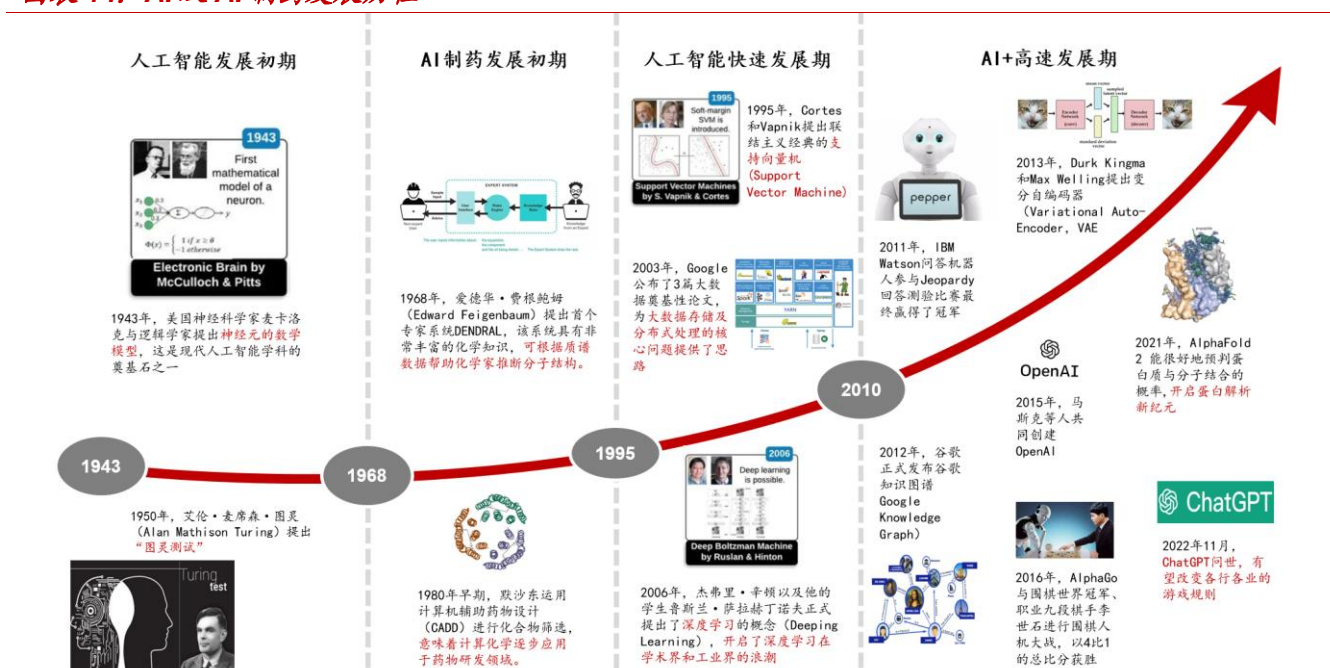 人工智能发展初期
AI制药发展初期
人工智能快速发展期
AI+高速发展期
1943
First
mathematical
model of a
neuron.
Electronic Brain by
McCulloch & Pitts
1943年，美国神经科学家麦卡洛
克与逻辑学家提出神经元的数学
模型，这是现代人工智能学科的
奠基石之一
EXPERT SYSTEM
1968年，爱德华·费根鲍姆
（Edward Feigenbaum）提出首个
专家系统DENDRAL，该系统具有非
常丰富的化学知识，可根据质谱
数据帮助化学家推断分子结构。
1995
Soft-margin
SVM is
introduced.
Support Vector Machines
by S. Vapnik & Cortes
1995年，Cortes
和Vapnik提出联
结主义经典的支
持向量机
(Support
Vector Machine)
2003年，Google
公布了3篇大数
据奠基性论文，
为大数据存储及
分布式处理的核
心问题提供了思
路
pepper
2011年，IBM
Watson问答机器
人参与Jeopardy
回答测验比赛最
终赢得了冠军
2013年，Durk Kingma
和Max Welling提出变
分自编码器
（Variational Auto-
Encoder, VAE
OpenAI
2015年，马
斯克等人共
同创建
OpenAI
2021年，AlphaFold
2 能很好地预判蛋
白质与分子结合的
概率，开启蛋白解析
新纪元
1943
1968
1995
2010
1950年，艾伦·麦席森·图灵
（Alan Mathison Turing）提出
“图灵测试”
Turing
test
1980年早期，默沙东运用
计算机辅助药物设计
（CADD）进行化合物筛选，
意味着计算化学逐步应用
于药物研发领域。
2006
Deep learning
is possible.
Deep Boltzman Machine
by Ruslan & Hinton
2006年，杰弗里·辛顿以及他的
学生鲁斯兰·萨拉赫丁诺夫正式
提出了深度学习的概念（Deeping
Learning），开启了深度学习在
学术界和工业界的浪潮
2012年，谷歌
正式发布谷歌
知识图谱
Google
Knowledge
Graph）
2016年，AlphaGo
与围棋世界冠军、
职业九段棋手李
世石进行围棋人
机大战，以4比1
的总比分获胜
ChatGPT
2022年11月，
ChatGPT问世，有
望改变各行各业的
游戏规则